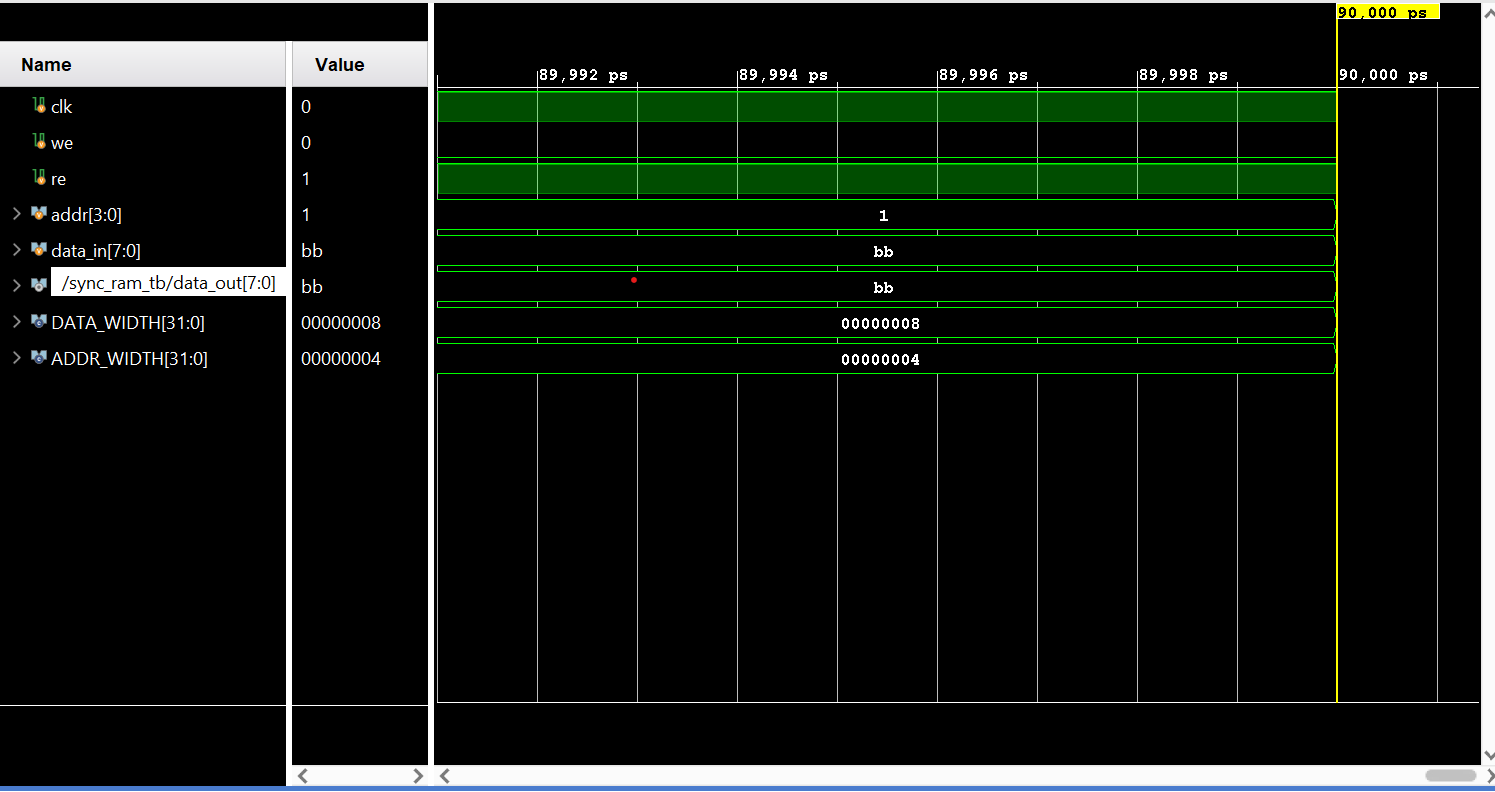 90,000 ps
Name Value
89,992 ps 89,994 ps 89,996 ps 89,998 ps 90,000 ps
clk 0
we 0
re 1
addr[3:0] 1 1
data_in[7:0] bb bb
/sync_ram_tb/data_out[7:0] bb bb
DATA_WIDTH[31:0] 00000008 00000008
ADDR_WIDTH[31:0] 00000004 00000004